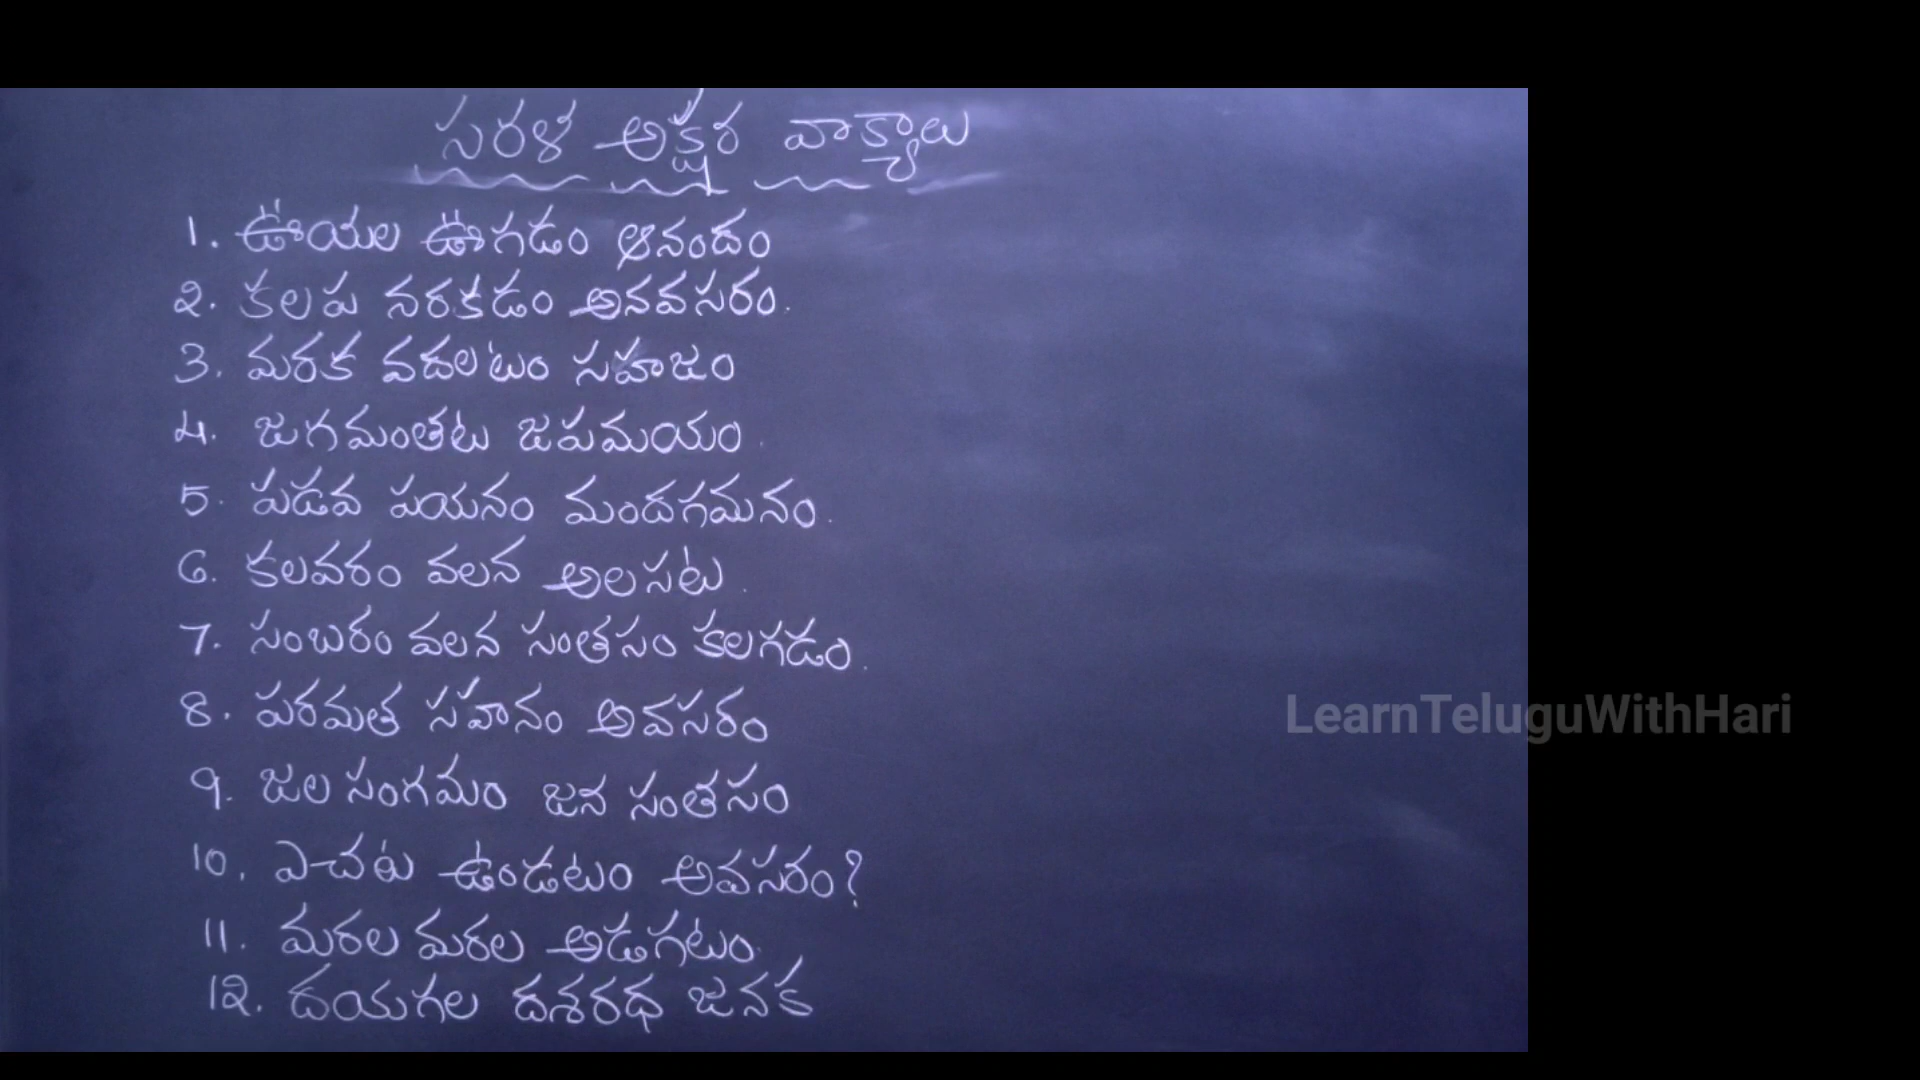 సరళ అక్షర వాక్యాలు
1. ఊయల ఊగడం ఆనందం
2. కలప నరకడం అనవసరం.
3. మరక వదలటం సహజం
4. జగమంతట జపమయం.
5. పడవ పయనం మందగమనం.
6. కలవరం వలన అలసట.
7. సంబరం వలన సంతసం కలగడం.
8. పరమత సహనం అవసరం
9. జల సంగమం జన సంతసం
10. ఎచట ఉండటం అవసరం?
11. మరల మరల అడగటం.
12. దయగల దశరధ జనక
LearnTeluguWithHari